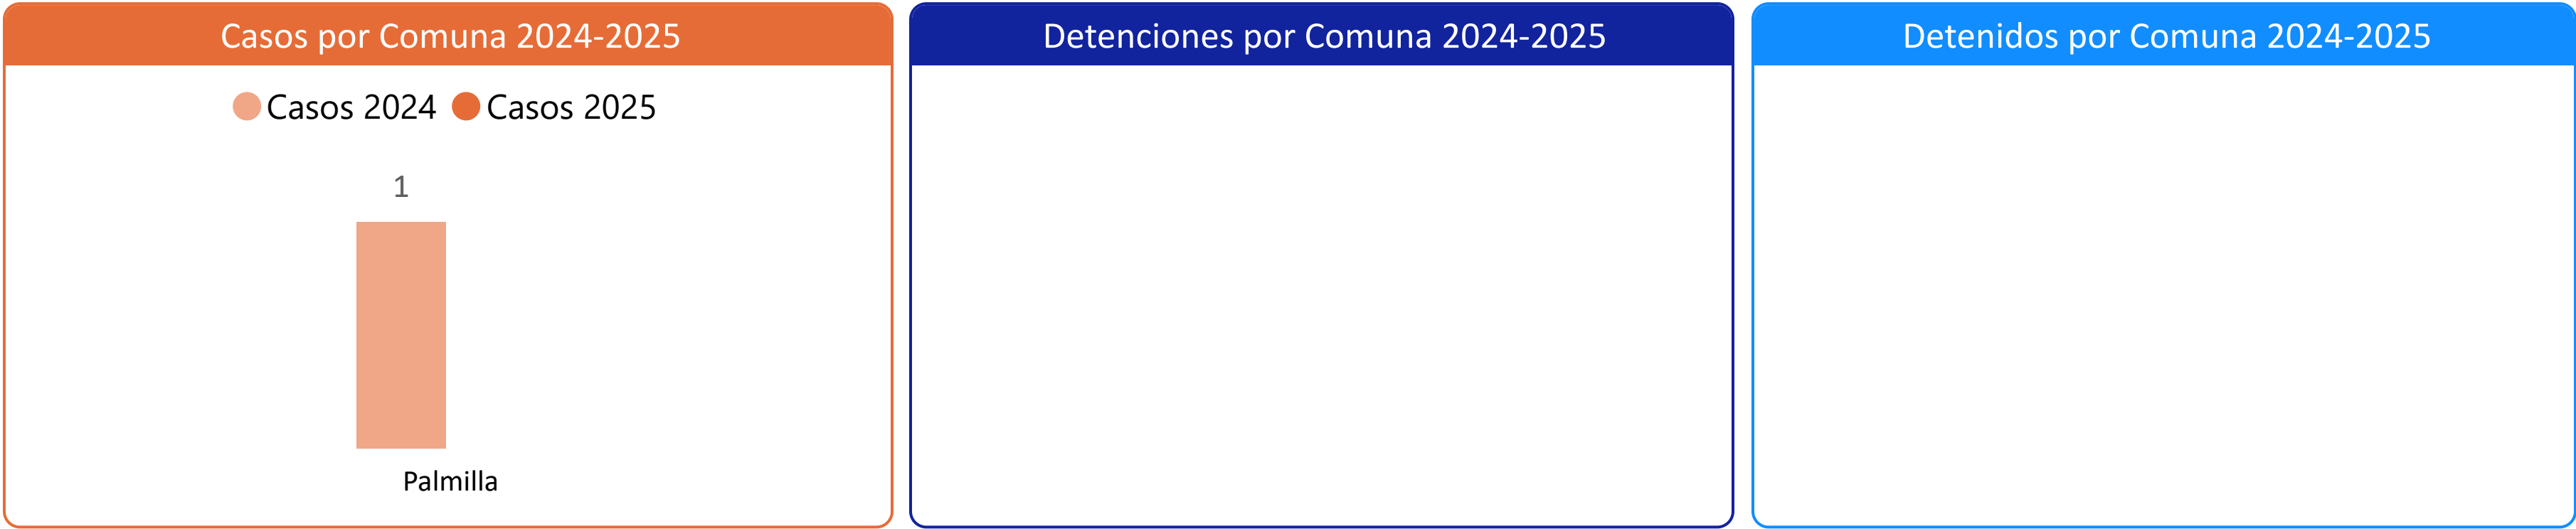 Casos por Comuna 2024-2025
Casos 2024 Casos 2025
1
Palmilla
Detenciones por Comuna 2024-2025
Detenidos por Comuna 2024-2025